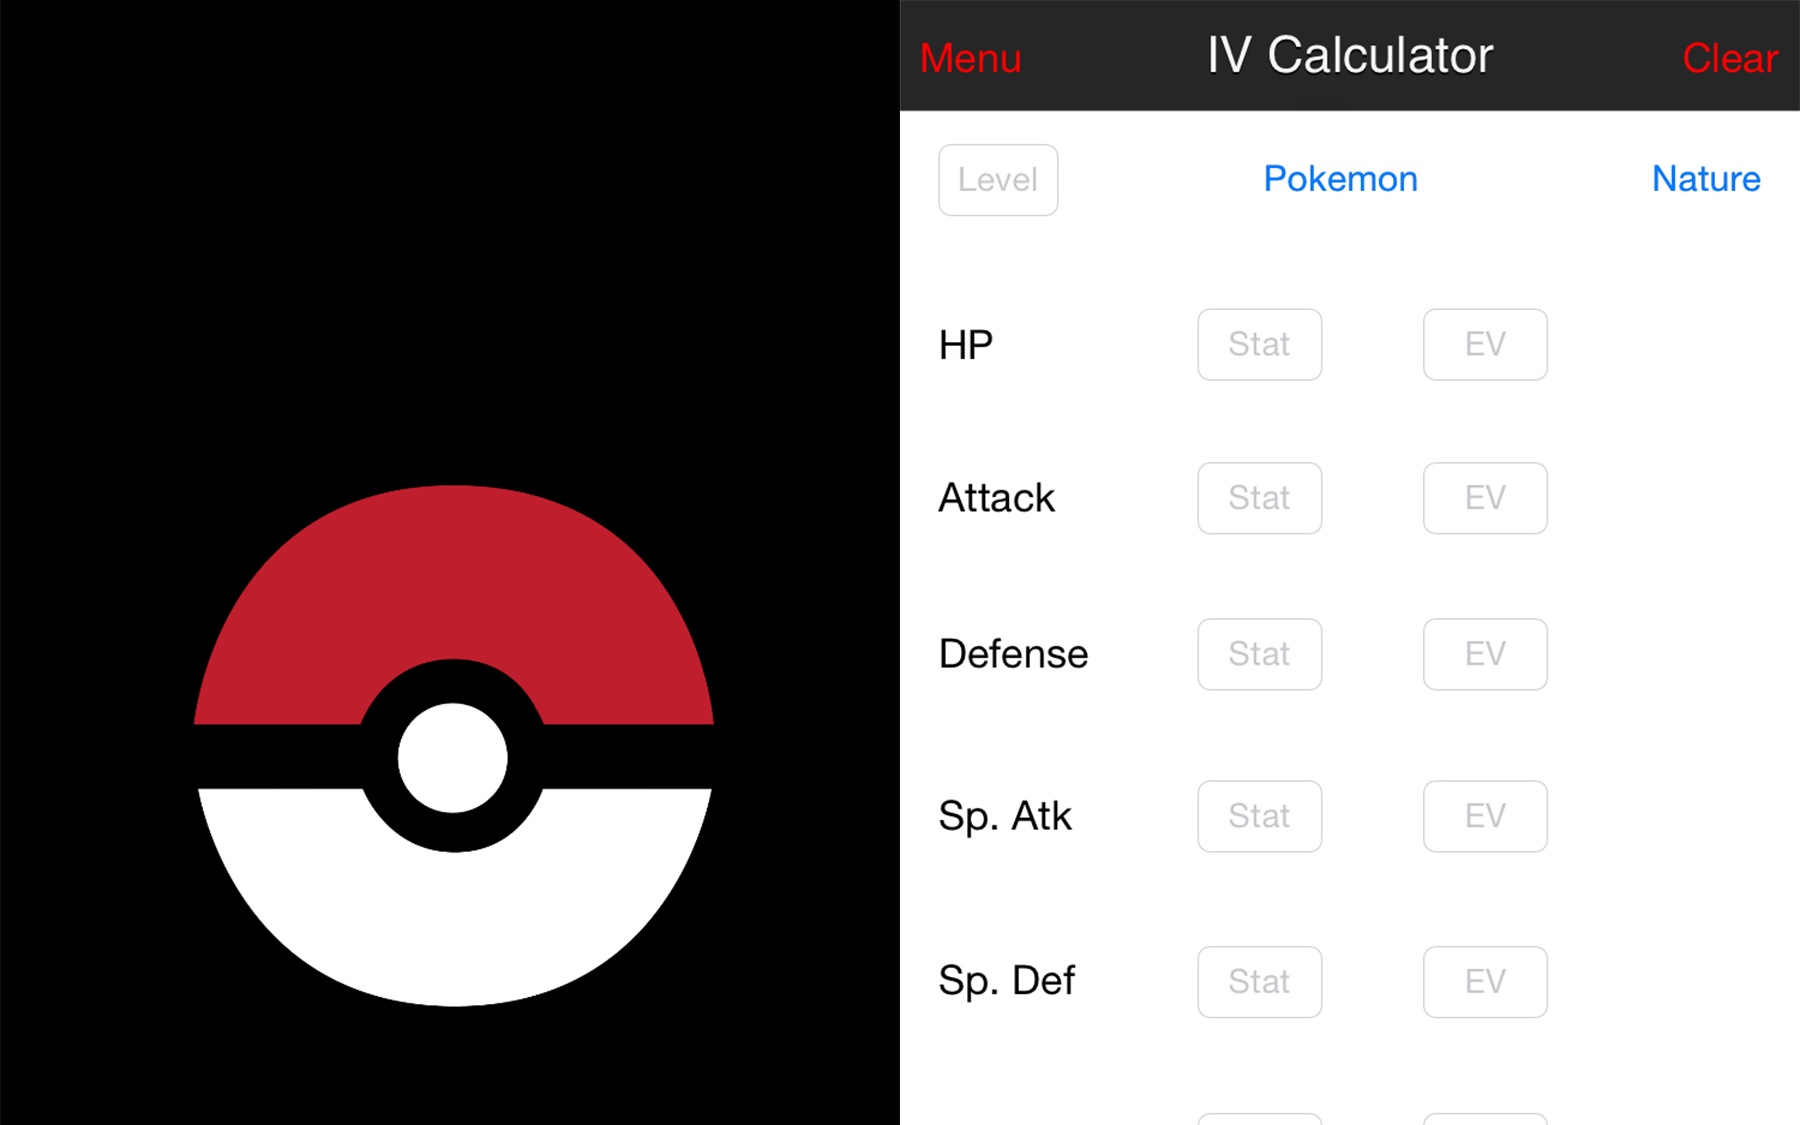 Menu IV Calculator Clear
Level Pokemon Nature
HP Stat EV
Attack Stat EV
Defense Stat EV
Sp. Atk Stat EV
Sp. Def Stat EV